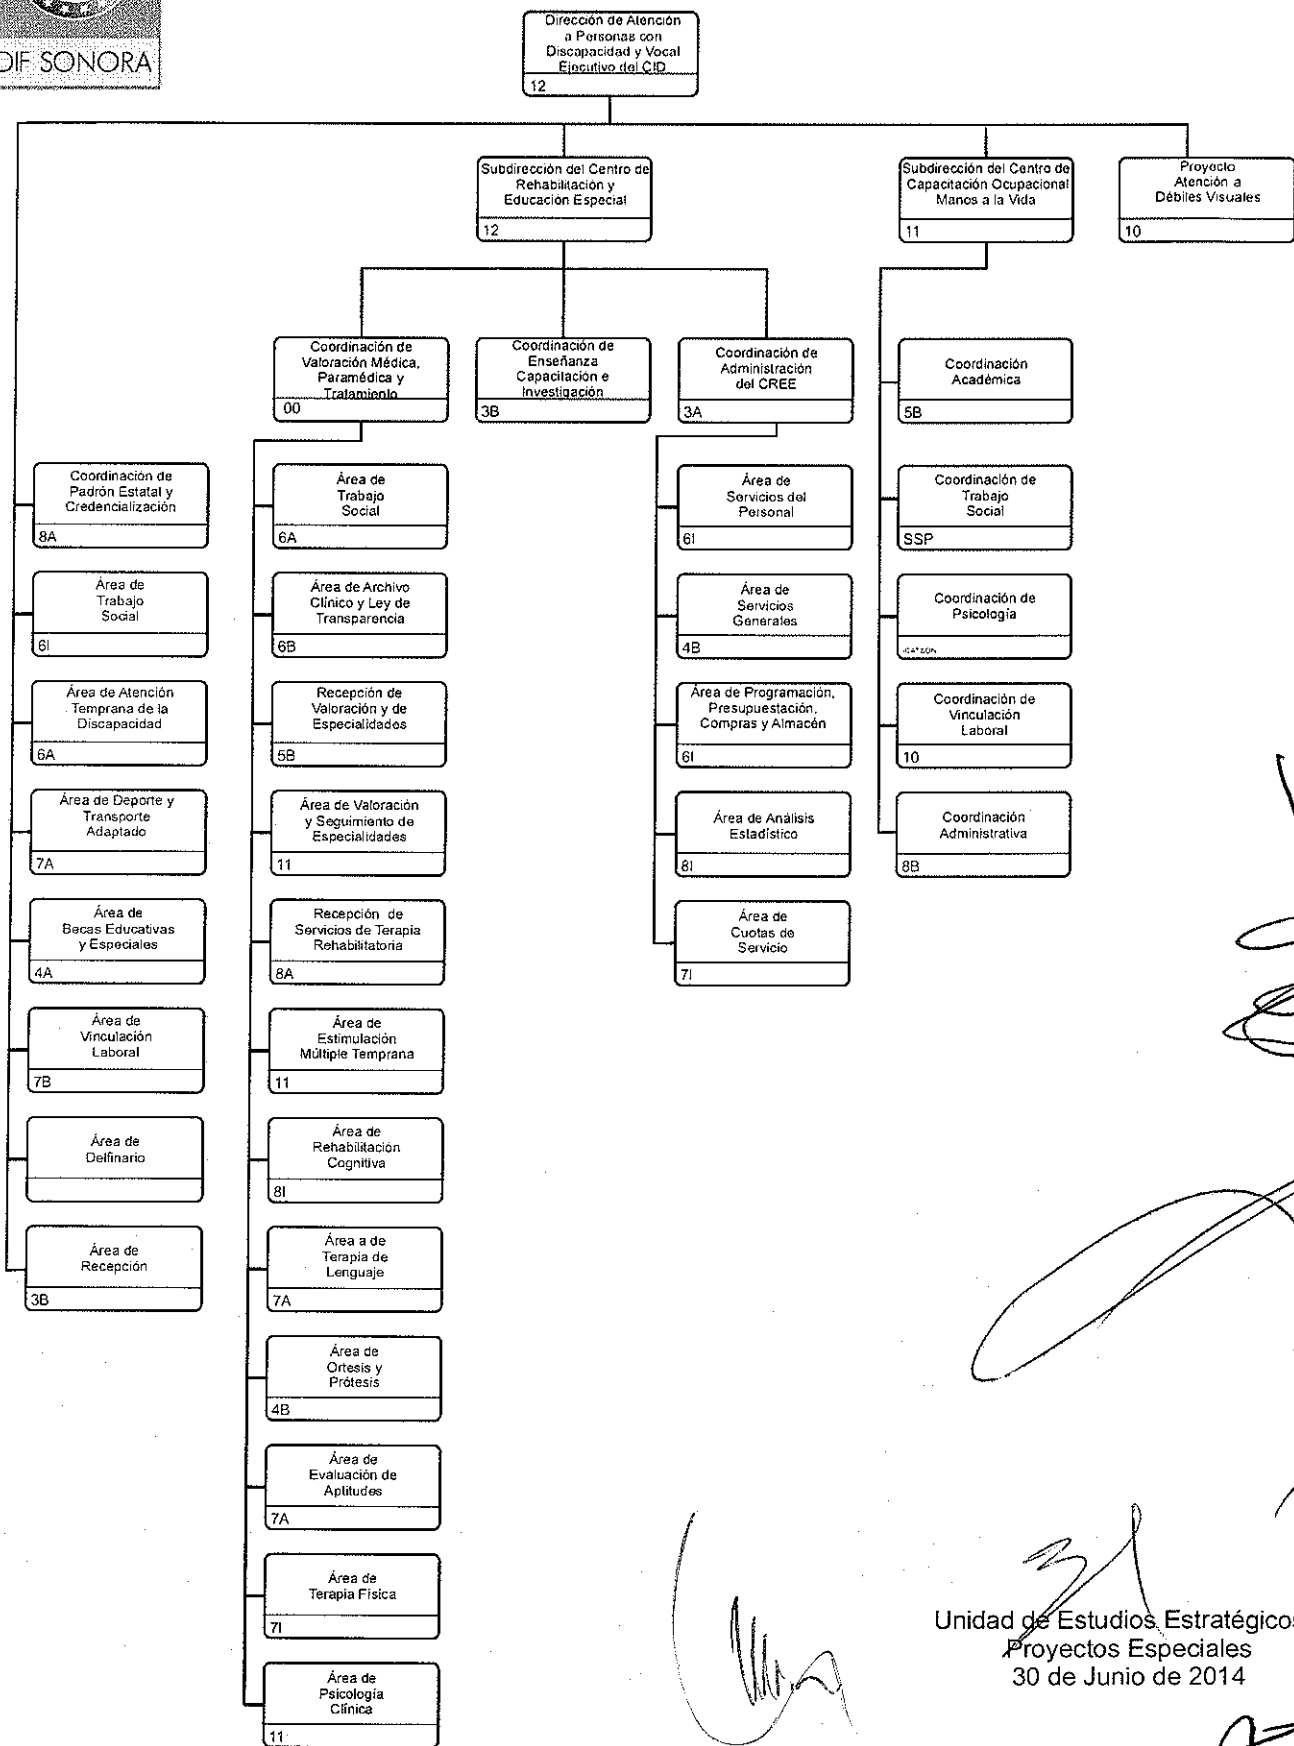 DIF SONORA
Dirección de Atención
a Personas con
Discapacidad y Vocal
Ejecutivo del CID
12
Subdirección del Centro de
Rehabilitación y
Educación Especial
12
Subdirección del Centro de
Capacitación Ocupacional
Manos a la Vida
11
Proyecto
Atención a
Débiles Visuales
10
Coordinación de
Valoración Médica,
Paramédica y
Tratamiento
00
Coordinación de
Enseñanza
Capacitación e
Investigación
3B
Coordinación de
Administración
del CREE
3A
Coordinación
Académica
5B
Coordinación de
Padrón Estatal y
Credencialización
8A
Área de
Trabajo
Social
6I
Área de Atención
Temprana de la
Discapacidad
6A
Área de Deporte y
Transporte
Adaptado
7A
Área de
Becas Educativas
y Especiales
4A
Área de
Vinculación
Laboral
7B
Área de
Delfinario
Área de
Recepción
3B
Área de
Trabajo
Social
6A
Área de Archivo
Clínico y Ley de
Transparencia
6B
Recepción de
Valoración y de
Especialidades
5B
Área de Valoración
y Seguimiento de
Especialidades
11
Recepción de
Servicios de Terapia
Rehabilitatoria
8A
Área de
Estimulación
Múltiple Temprana
11
Área de
Rehabilitación
Cognitiva
8I
Área a de
Terapia de
Lenguaje
7A
Área de
Ortesis y
Prótesis
4B
Área de
Evaluación de
Aptitudes
7A
Área de
Terapia Física
7I
Área de
Psicología
Clínica
11
Área de
Servicios del
Personal
6I
Área de
Servicios
Generales
4B
Área de Programación,
Presupuestación,
Compras y Almacén
6I
Área de Análisis
Estadístico
8I
Área de
Cuotas de
Servicio
7I
Coordinación de
Trabajo
Social
SSP
Coordinación de
Psicología
Coordinación de
Vinculación
Laboral
10
Coordinación
Administrativa
8B
Unidad de Estudios Estratégicos
Proyectos Especiales
30 de Junio de 2014